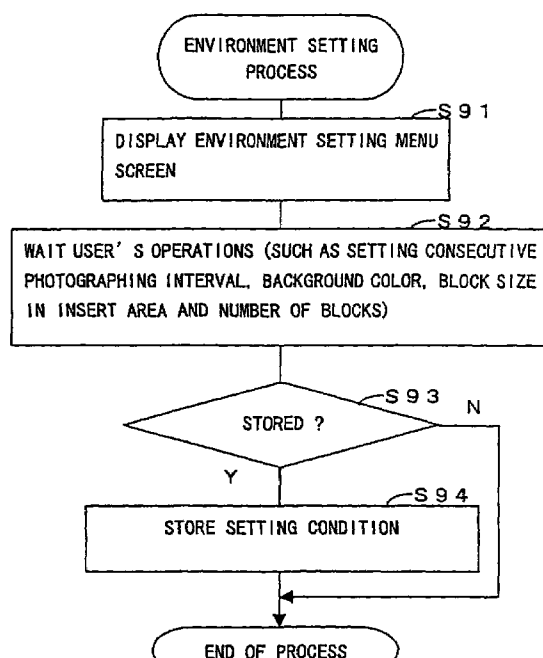 ENVIRONMENT SETTING
PROCESS
S91
DISPLAY ENVIRONMENT SETTING MENU
SCREEN
S92
WAIT USER'S OPERATIONS (SUCH AS SETTING CONSECUTIVE
PHOTOGRAPHING INTERVAL, BACKGROUND COLOR, BLOCK SIZE
IN INSERT AREA AND NUMBER OF BLOCKS)
S93
STORED ?
N
Y
S94
STORE SETTING CONDITION
END OF PROCESS